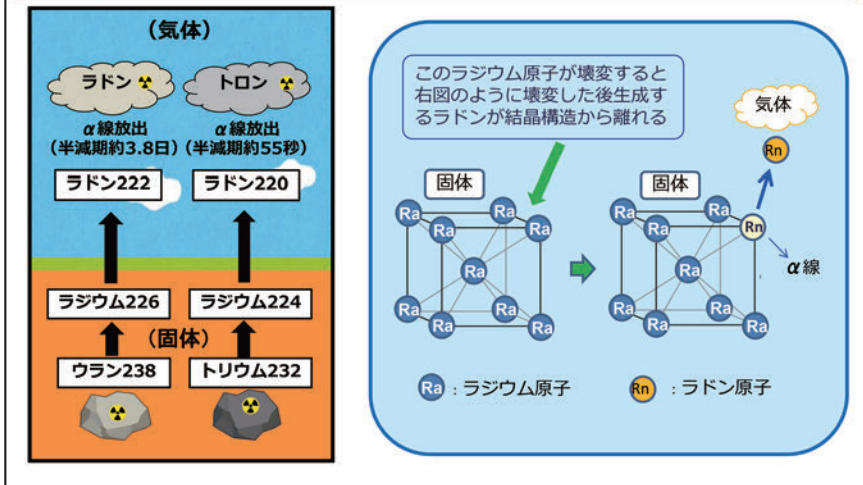 (気体)
ラドン
トロン
α線放出
(半減期約3.8日)
α線放出
(半減期約55秒)
ラドン222
ラドン220
ラジウム226
ラジウム224
(固体)
ウラン238
トリウム232
このラジウム原子が壊変すると
右図のように壊変した後生成す
るラドンが結晶構造から離れる
気体
Rn
固体
Ra
Ra
Ra
Ra
Ra
Ra
Ra
Ra
Ra
固体
Ra
Ra
Ra
Rn
Ra
Ra
Ra
Ra
Ra
α線
Ra
:ラジウム原子
Rn
:ラドン原子